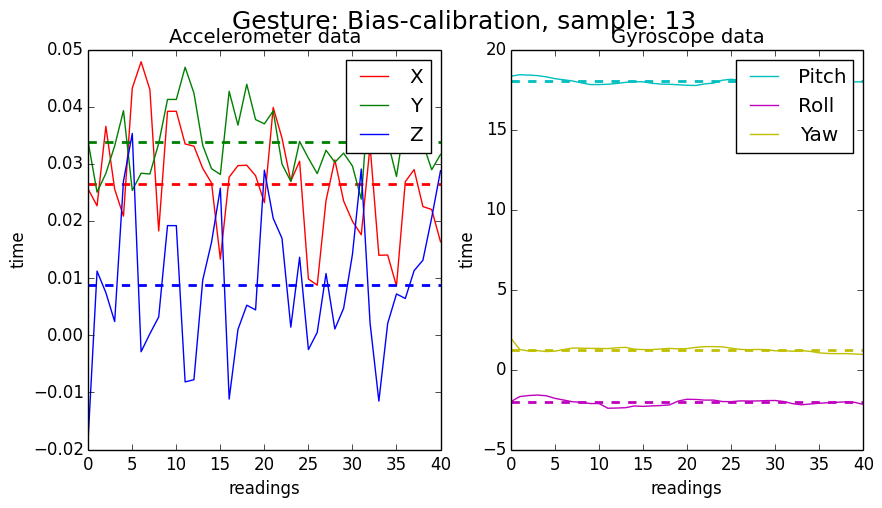 Gesture: Bias-calibration, sample: 13
Accelerometer data
0.05
0.04
0.03
0.02
0.01
0.00
−0.01
−0.02
time
0 5 10 15 20 25 30 35 40
readings
X
Y
Z
Gyroscope data
20
15
10
5
0
−5
time
0 5 10 15 20 25 30 35 40
readings
Pitch
Roll
Yaw